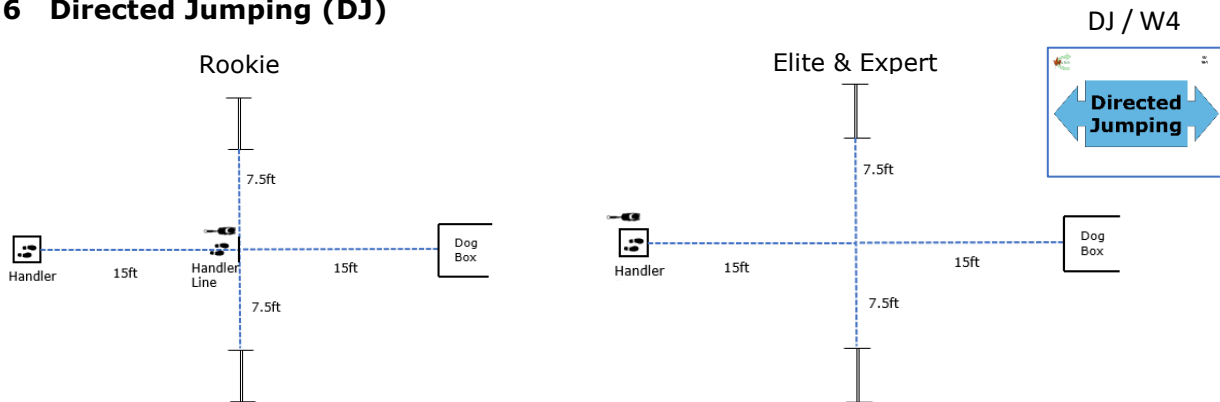 6 Directed Jumping (DJ)
DJ / W4
Rookie
Elite & Expert
Directed
Jumping
7.5ft
7.5ft
Dog
Box
Handler
15ft
Handler
Line
15ft
7.5ft
Dog
Box
Handler
15ft
15ft
7.5ft